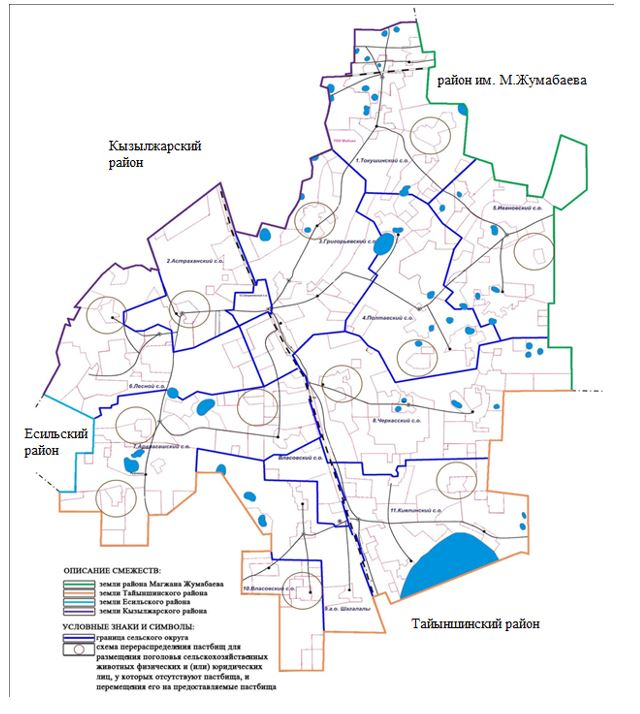 район им. М.Жумабаева
Кызылжарский
район
1.Токушинский с.о.
5.Ивановский с.о.
3.Григорьевский с.о.
2.Астраханский с.о.
4.Полтавский с.о.
6.Лесной с.о.
8.Черкасский с.о.
Есильский
район
Власовский с.о.
11.Киялинский с.о.
10.Власовский с.о.
9.а.о. Шагалалы
Тайыншинский район
ОПИСАНИЕ СМЕЖЕСТВ:
земли района Магжана Жумабаева
земли Тайыншинского района
земли Есильского района
земли Кызылжарского района
УСЛОВНЫЕ ЗНАКИ И СИМВОЛЫ:
граница сельского округа
схема перераспределения пастбищ для
размещения поголовья сельскохозяйственных
животных физических и (или) юридических
лиц, у которых отсутствуют пастбища, и
перемещения его на предоставляемые пастбища